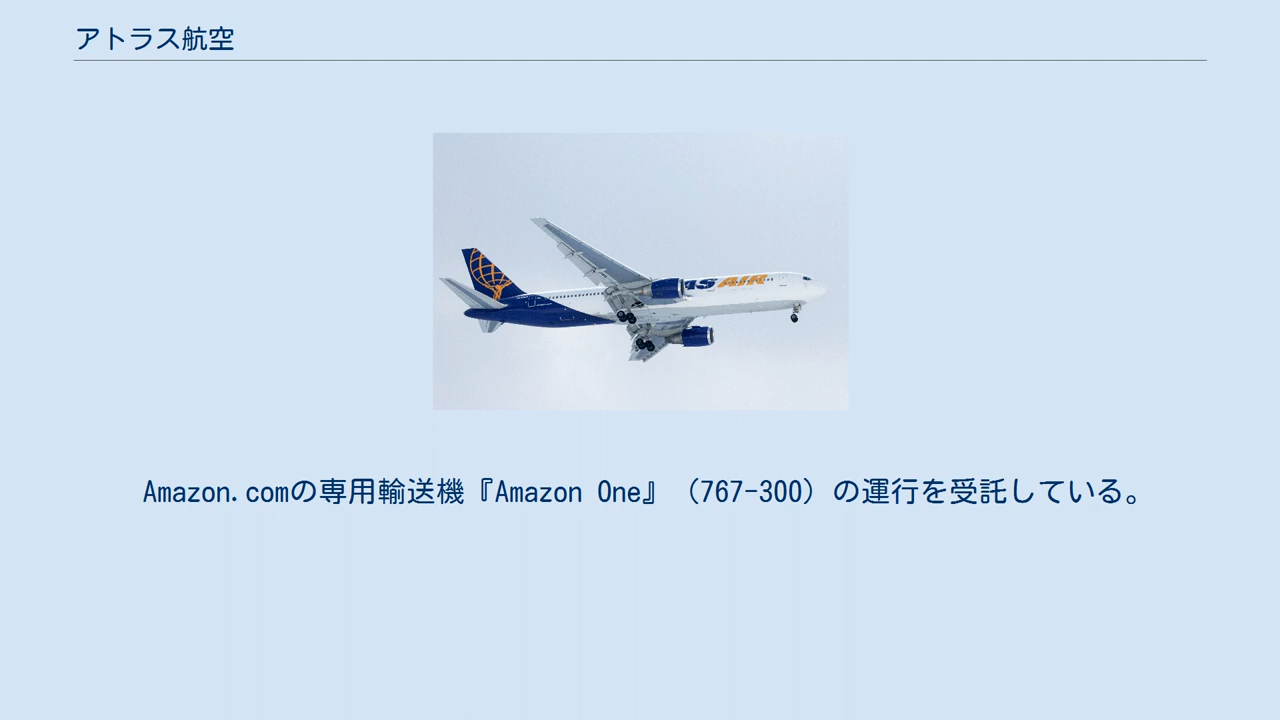 アトラス航空
AIR
Amazon.comの専用輸送機『Amazon One』（767-300）の運行を受託している。